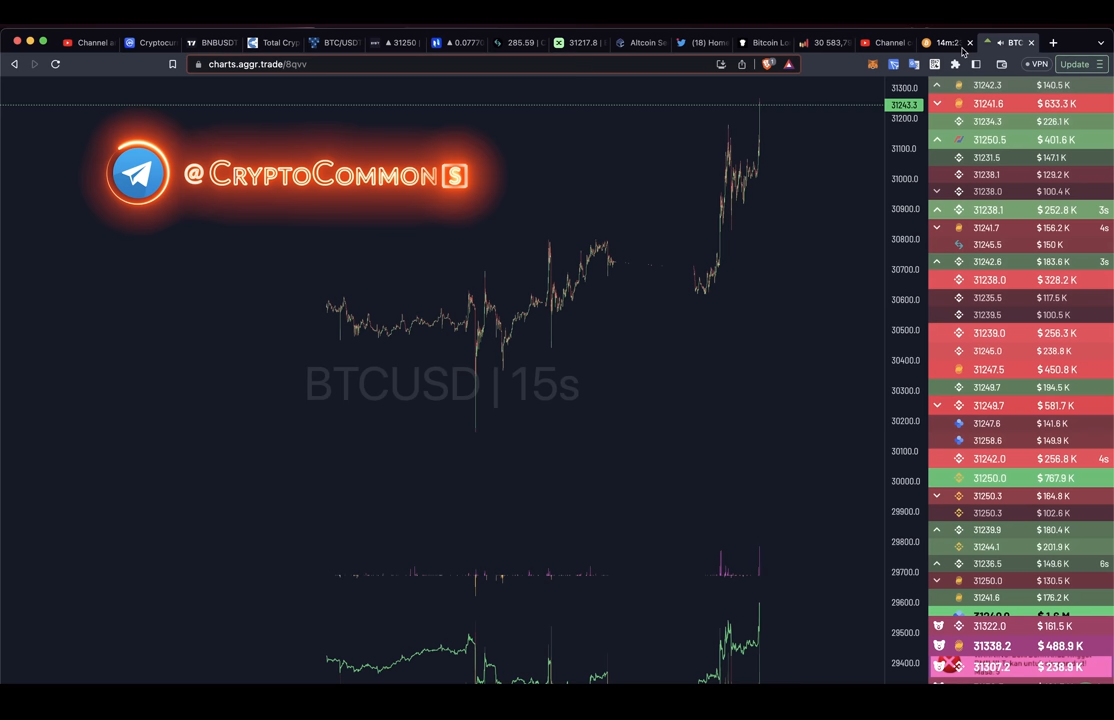 Channel a
Cryptocurr
BNBUSDT
Total Cryp
BTC/USDT
31250 |
0.07770
285.59 | C
31217.8 | E
Altcoin Se
(18) Home
Bitcoin Lo
30 583,7
Channel c
14m:2
BTC
charts.aggr.trade/8qvv
VPN
Update
@CRYPTOCOMMONS
BTCUSD | 15s
31300.0
31243.3
31200.0
31100.0
31000.0
30900.0
30800.0
30700.0
30600.0
30500.0
30400.0
30300.0
30200.0
30100.0
30000.0
29900.0
29800.0
29700.0
29600.0
29500.0
29400.0
31242.3 $140.5 K
31241.6 $633.3 K
31234.3 $226.1 K
31250.5 $401.6 K
31231.5 $147.1 K
31238.1 $129.2 K
31238.0 $100.4 K
31238.1 $252.8 K 3s
31241.7 $156.2 K 4s
31245.5 $150 K
31242.6 $183.6 K 3s
31238.0 $328.2 K
31235.5 $117.5 K
31239.5 $100.5 K
31239.0 $256.3 K
31245.0 $238.8 K
31247.5 $450.8 K
31249.7 $194.5 K
31249.7 $581.7 K
31247.6 $141.6 K
31258.6 $149.9 K
31242.0 $256.8 K 4s
31250.0 $767.9 K
31250.3 $164.8 K
31250.3 $102.6 K
31239.9 $180.4 K
31244.1 $201.9 K
31236.5 $149.6 K 6s
31250.0 $130.5 K
31241.6 $176.2 K
31322.0 $161.5 K
31338.2 $488.9 K
31307.2 $238.9 K